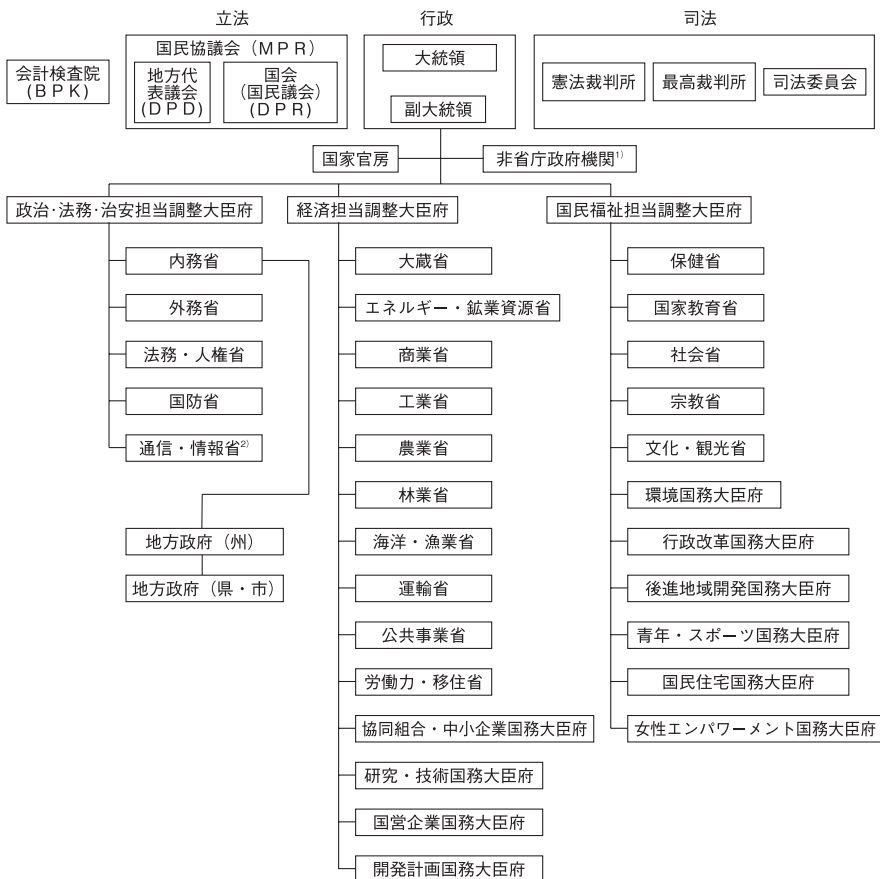 立法
行政
司法
会計検査院
(BPK)
国民協議会（MPR）
地方代
表議会
(DPD)
国会
(国民議会)
(DPR)
大統領
副大統領
憲法裁判所
最高裁判所
司法委員会
国家官房
非省庁政府機関1)
政治・法務・治安担当調整大臣府
経済担当調整大臣府
国民福祉担当調整大臣府
内務省
外務省
法務・人権省
国防省
通信・情報省2)
地方政府（州）
地方政府（県・市）
大蔵省
エネルギー・鉱業資源省
商業省
工業省
農業省
林業省
海洋・漁業省
運輸省
公共事業省
労働力・移住省
協同組合・中小企業国務大臣府
研究・技術国務大臣府
国営企業国務大臣府
開発計画国務大臣府
保健省
国家教育省
社会省
宗教省
文化・観光省
環境国務大臣府
行政改革国務大臣府
後進地域開発国務大臣府
青年・スポーツ国務大臣府
国民住宅国務大臣府
女性エンパワーメント国務大臣府